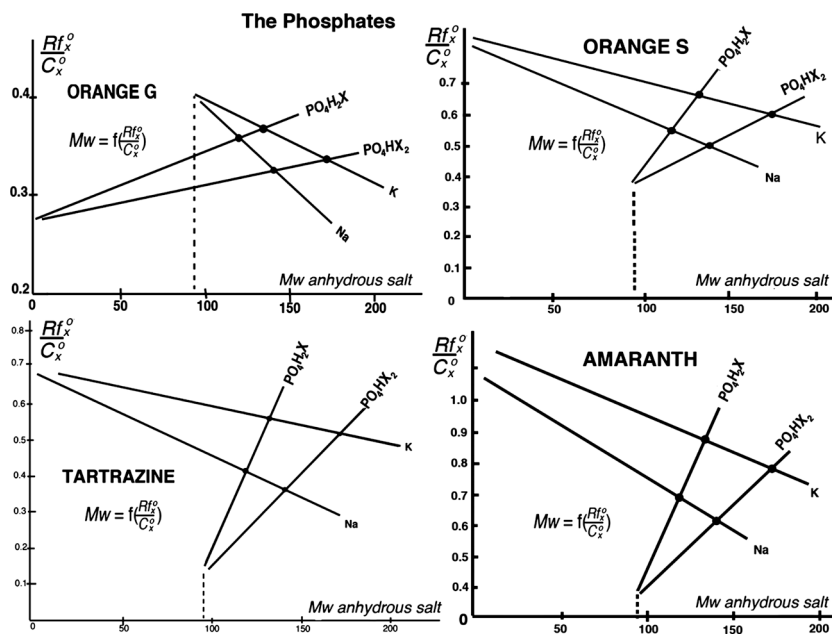 The Phosphates
Rf°x
C°x
ORANGE G
Mw = f(Rf°x/C°x)
PO₄H₂X
PO₄HX₂
K
Na
0.4
0.3
0.2
Mw anhydrous salt
0 50 100 150 200
Rf°x
C°x
ORANGE S
Mw = f(Rf°x/C°x)
PO₄H₂X
PO₄HX₂
K
Na
0.7
0.6
0.5
0.4
0.3
0.2
0.1
0
Mw anhydrous salt
50 100 150 200
Rf°x
C°x
TARTRAZINE
Mw = f(Rf°x/C°x)
PO₄H₂X
PO₄HX₂
K
Na
0.8
0.7
0.6
0.5
0.4
0.3
0.2
0.1
Mw anhydrous salt
0 50 100 150 200
Rf°x
C°x
AMARANTH
Mw = f(Rf°x/C°x)
PO₄H₂X
PO₄HX₂
K
Na
1.0
0.9
0.8
0.7
0.6
0.4
0
Mw anhydrous salt
50 100 150 200